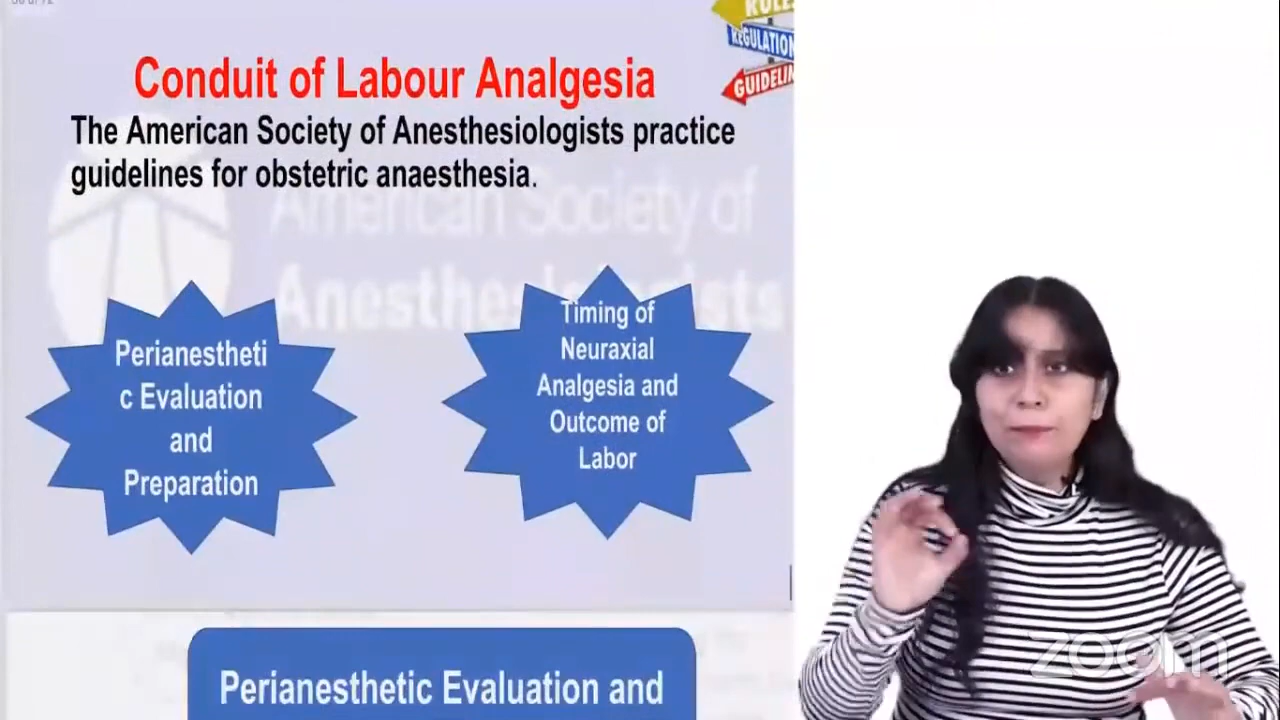 RULES
REGULATION
GUIDELIN
Conduit of Labour Analgesia
The American Society of Anesthesiologists practice
guidelines for obstetric anaesthesia.
American Society of
Anesthesiologists
Perianestheti
c Evaluation
and
Preparation
Timing of
Neuraxial
Analgesia and
Outcome of
Labor
Perianesthetic Evaluation and
zoom